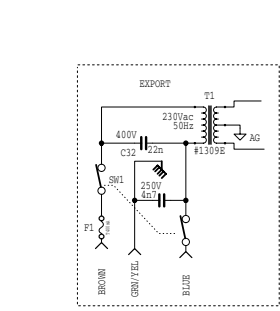 EXPORT
T1
230Vac
50Hz
400V
C32
22n
AG
#1309E
SW1
250V
4n7
F1
BROWN
GRN/YEL
BLUE